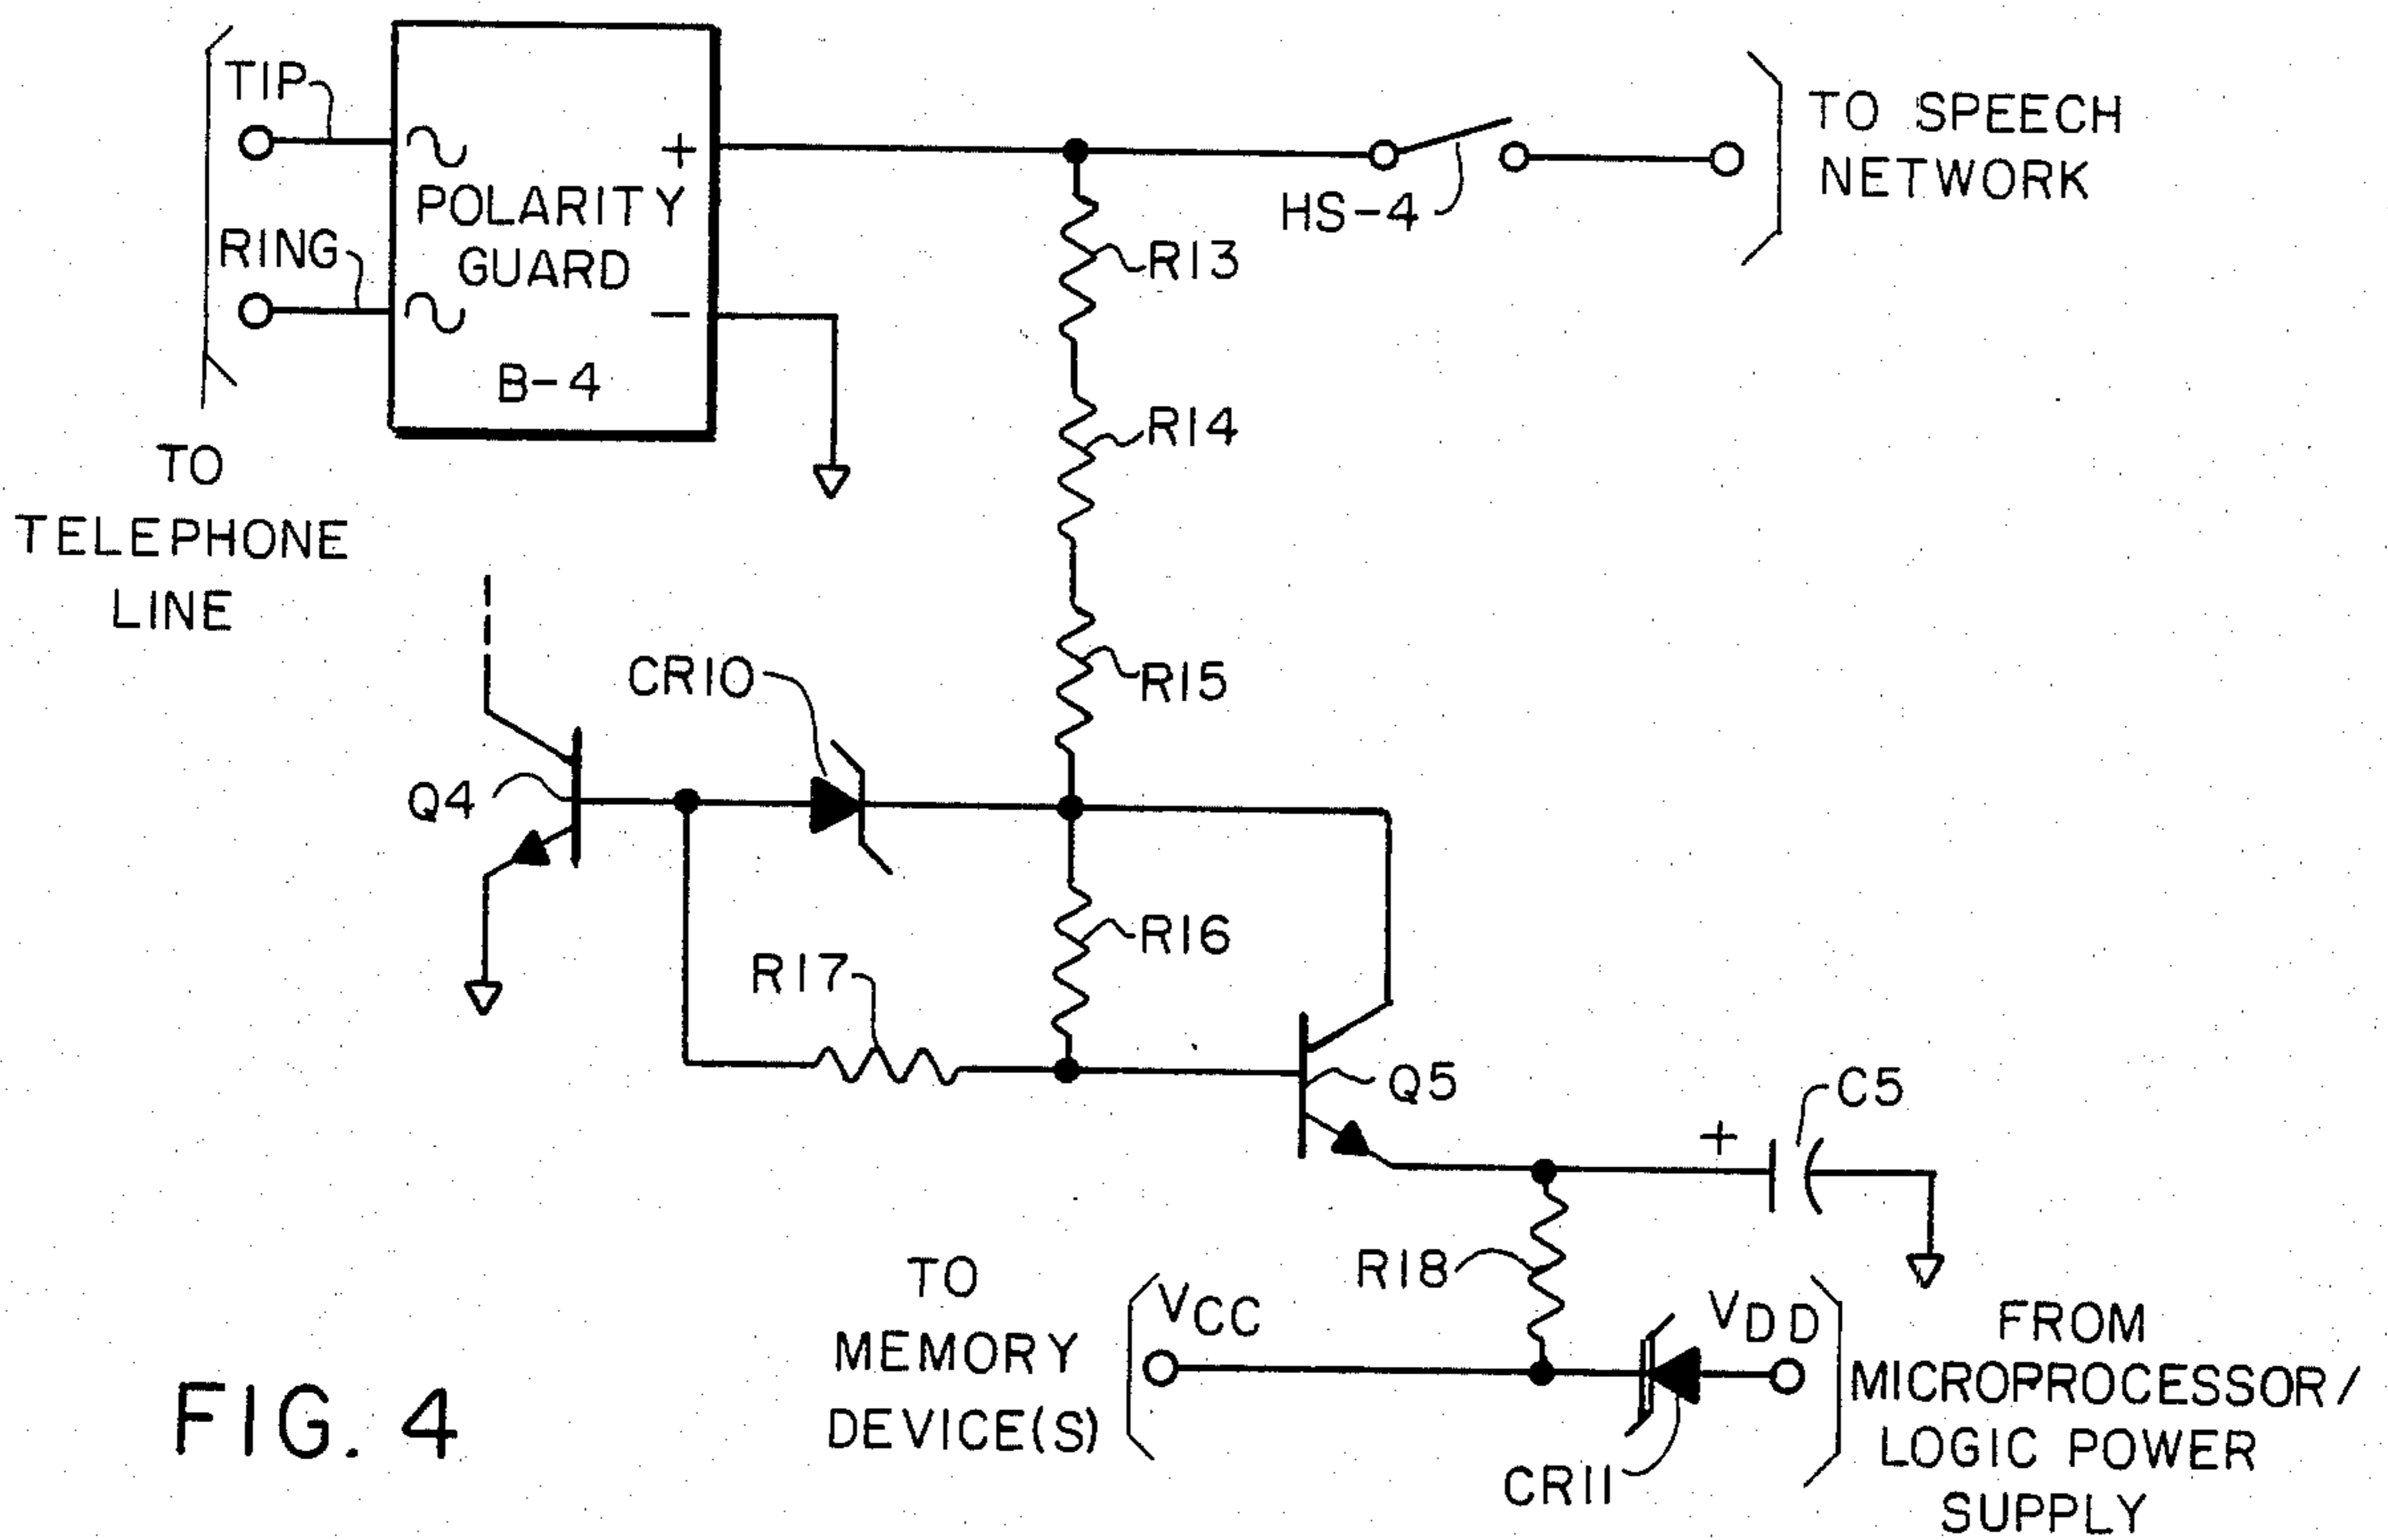 TIP
RING
+
POLARITY
GUARD
−
B-4
TO
TELEPHONE
LINE
HS-4
TO SPEECH
NETWORK
R13
R14
R15
CR10
Q4
R16
R17
Q5
+
C5
R18
TO
MEMORY
DEVICE(S)
VCC
VDD
CR11
FROM
MICROPROCESSOR/
LOGIC POWER
SUPPLY
FIG. 4